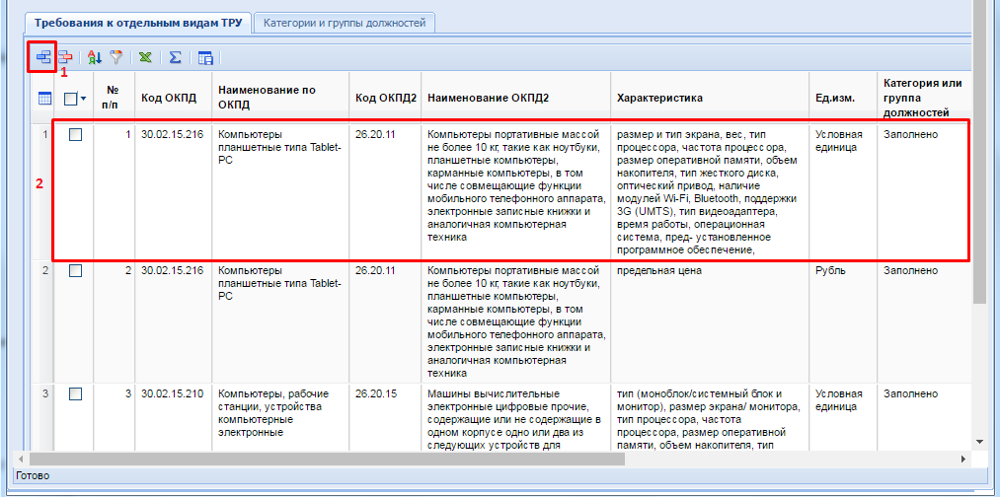 Требования к отдельным видам ТРУ
Категории и группы должностей
1
№ п/п
Код ОКПД
Наименование по ОКПД
Код ОКПД2
Наименование ОКПД2
Характеристика
Ед.изм.
Категория или группа должностей
2
1
1
30.02.15.216
Компьютеры
планшетные типа Tablet-
PC
26.20.11
Компьютеры портативные массой
не более 10 кг, такие как ноутбуки,
планшетные компьютеры,
карманные компьютеры, в том
числе совмещающие функции
мобильного телефонного аппарата,
электронные записные книжки и
аналогичная компьютерная
техника
размер и тип экрана, вес, тип
процессора, частота процессора,
размер оперативной памяти, объем
накопителя, тип жесткого диска,
оптический привод, наличие
модулей Wi-Fi, Bluetooth, поддержки
3G (UMTS), тип видеоадаптера,
время работы, операционная
система, пред- установленное
программное обеспечение,
Условная
единица
Заполнено
2
2
30.02.15.216
Компьютеры
планшетные типа Tablet-
PC
26.20.11
Компьютеры портативные массой
не более 10 кг, такие как ноутбуки,
планшетные компьютеры,
карманные компьютеры, в том
числе совмещающие функции
мобильного телефонного аппарата,
электронные записные книжки и
аналогичная компьютерная
техника
предельная цена
Рубль
Заполнено
3
3
30.02.15.210
Компьютеры, рабочие
станции, устройства
компьютерные
электронные
26.20.15
Машины вычислительные
электронные цифровые прочие,
содержащие или не содержащие в
одном корпусе одно или два из
следующих устройств для
тип (моноблок/системный блок и
монитор), размер экрана/ монитора,
тип процессора, частота
процессора, размер оперативной
памяти, объем накопителя, тип
Условная
единица
Заполнено
Готово